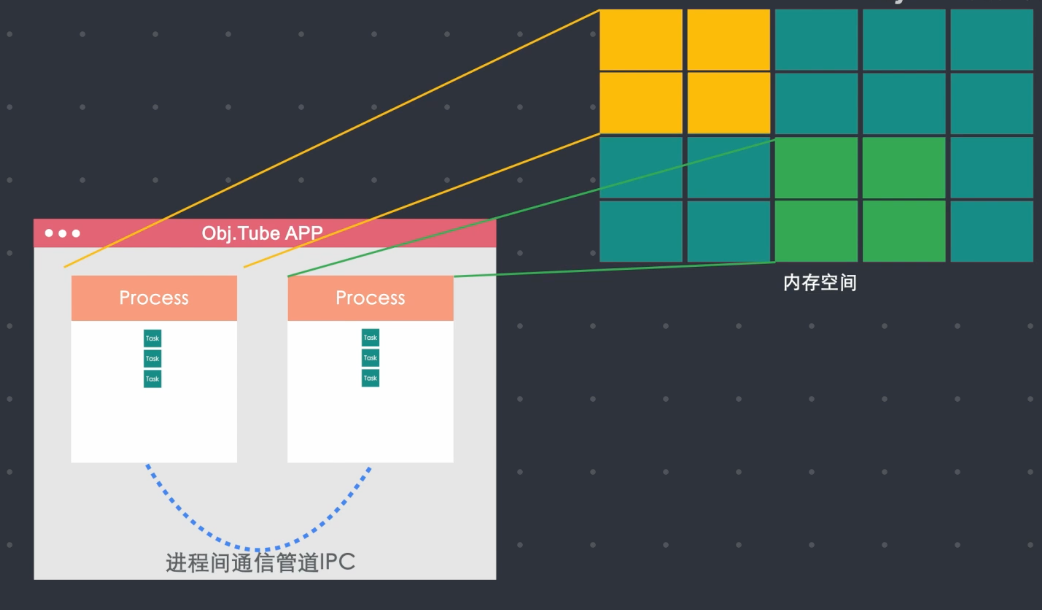 Obj.Tube APP
内存空间
Process
Process
Task
Task
Task
Task
Task
Task
进程间通信管道IPC